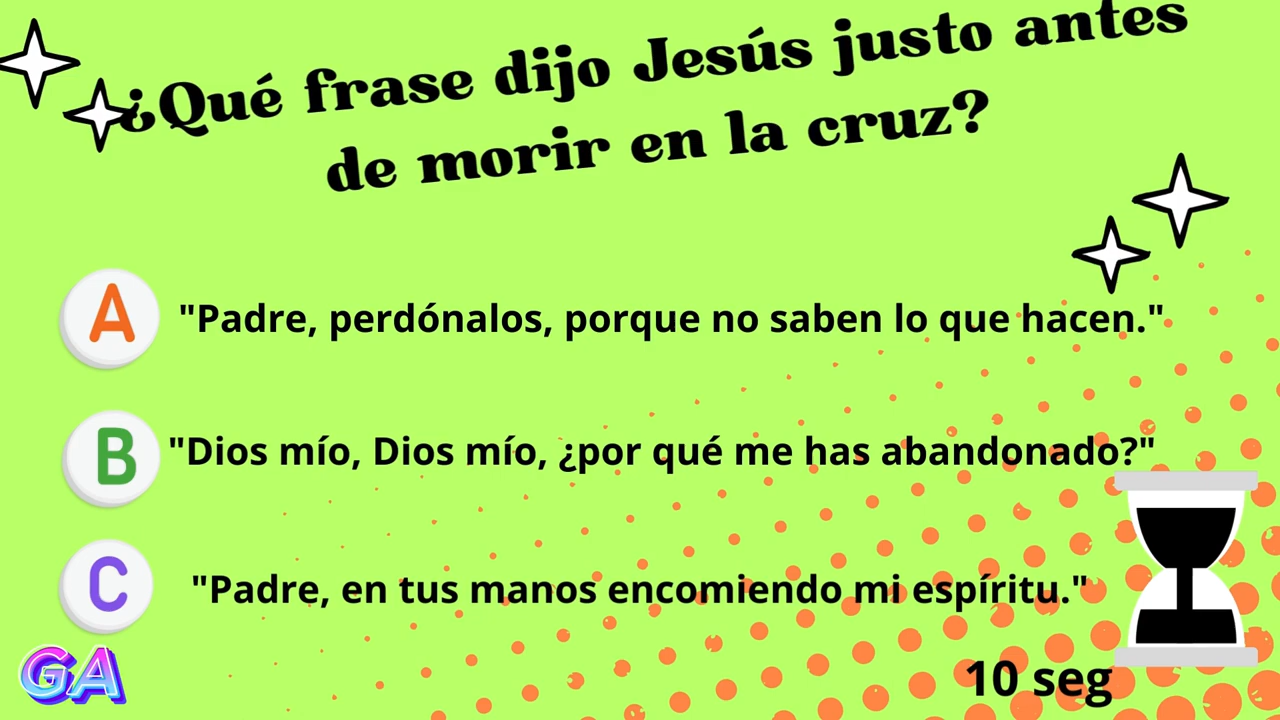 ¿Qué frase dijo Jesús justo antes
de morir en la cruz?
A "Padre, perdónalos, porque no saben lo que hacen."
B "Dios mío, Dios mío, ¿por qué me has abandonado?"
C "Padre, en tus manos encomiendo mi espíritu."
GA
10 seg